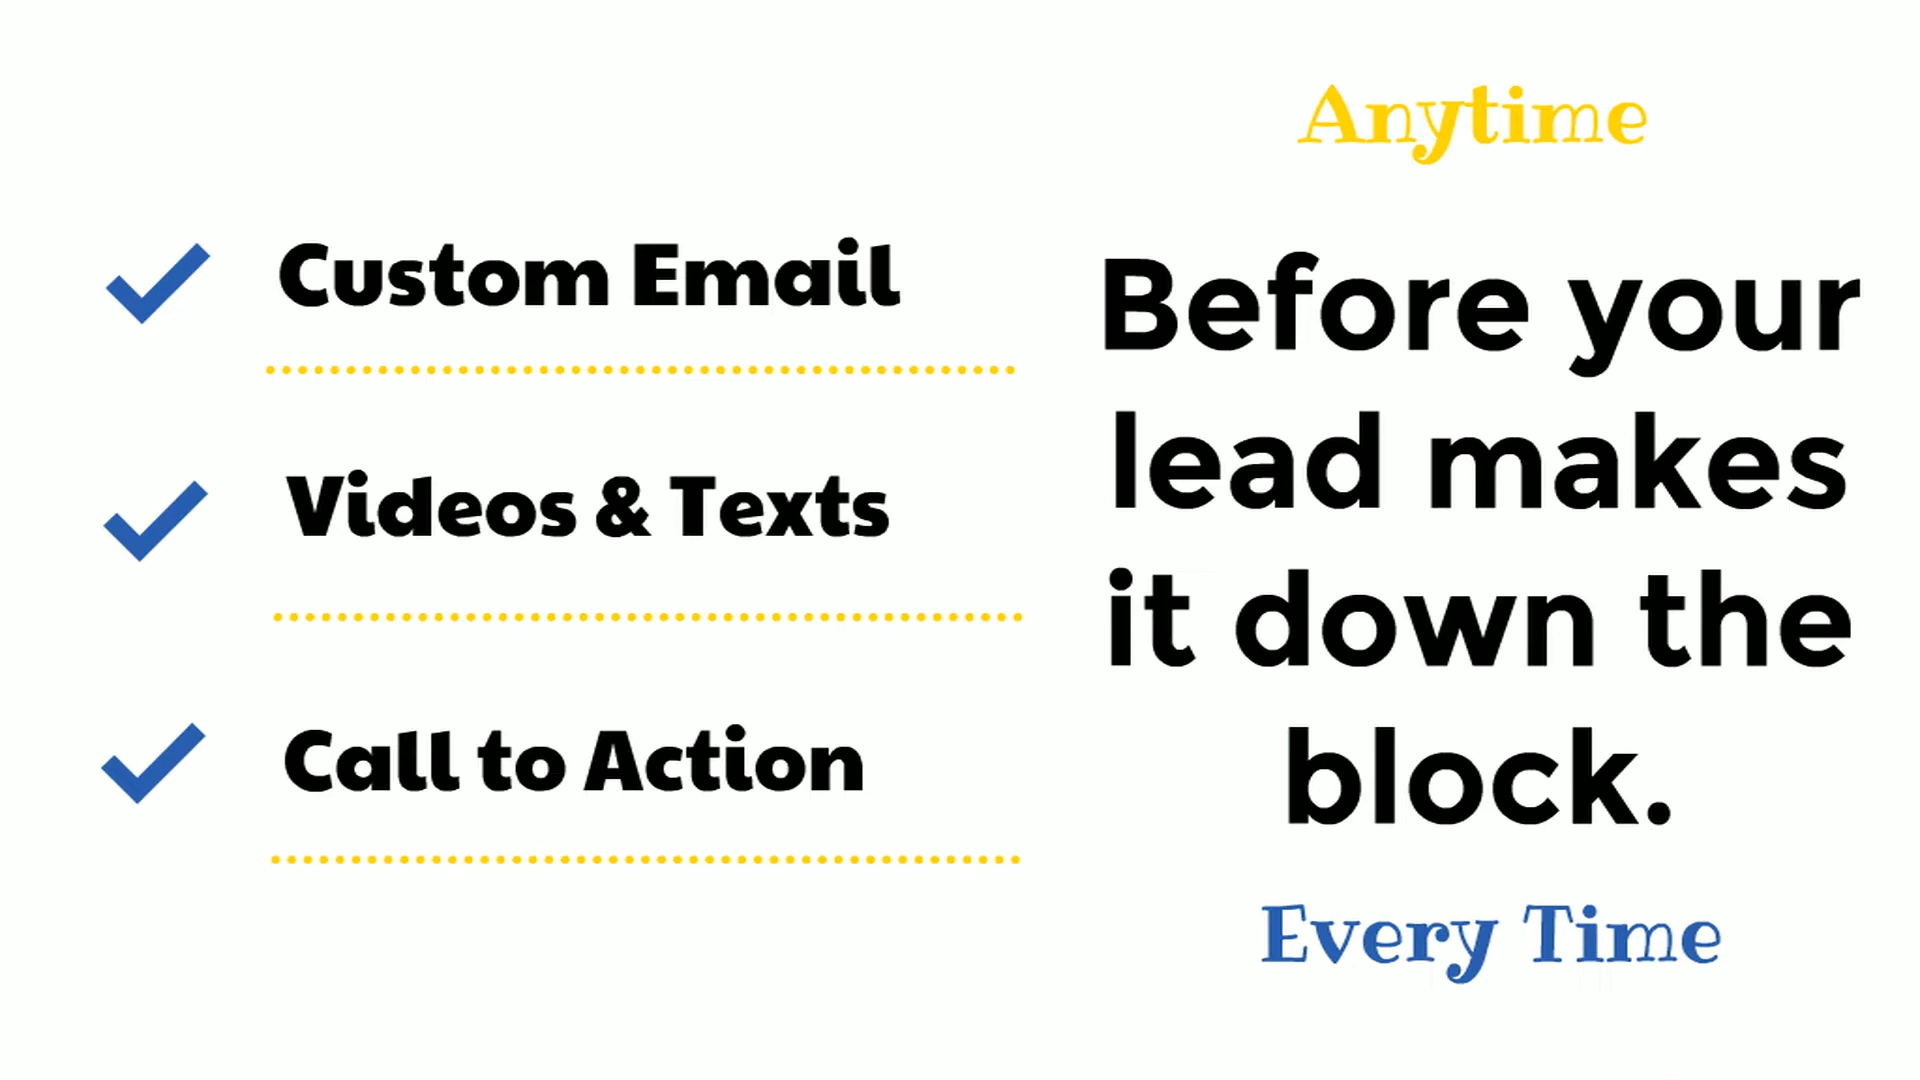 Custom Email
Videos & Texts
Call to Action
Anytime
Before your
lead makes
it down the
block.
Every Time